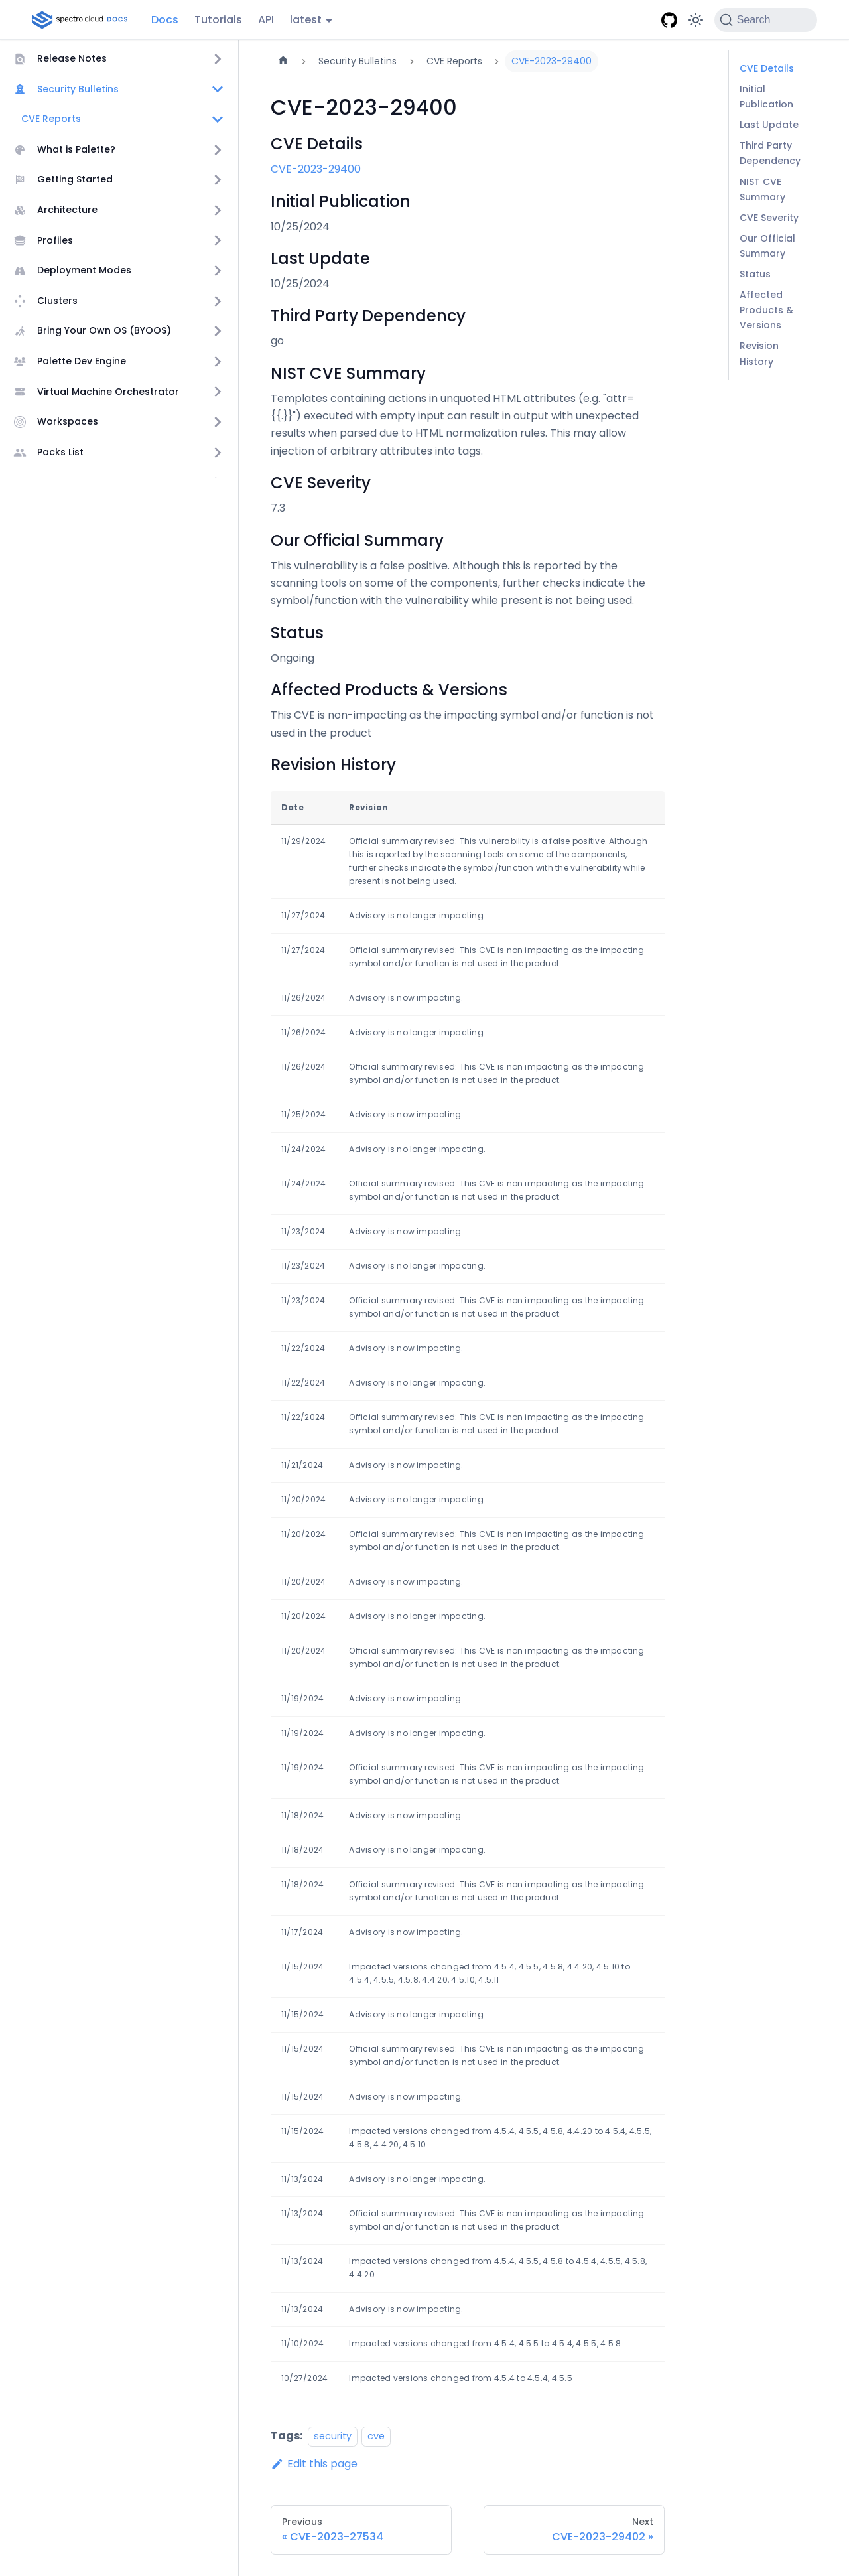 spectro cloud DOCS
Docs
Tutorials
API
latest
Search
Release Notes
Security Bulletins
CVE Reports
What is Palette?
Getting Started
Architecture
Profiles
Deployment Modes
Clusters
Bring Your Own OS (BYOOS)
Palette Dev Engine
Virtual Machine Orchestrator
Workspaces
Packs List
Security Bulletins
CVE Reports
CVE-2023-29400
CVE-2023-29400
CVE Details
CVE-2023-29400
Initial Publication
10/25/2024
Last Update
10/25/2024
Third Party Dependency
go
NIST CVE Summary
Templates containing actions in unquoted HTML attributes (e.g. "attr=
{{.}}") executed with empty input can result in output with unexpected
results when parsed due to HTML normalization rules. This may allow
injection of arbitrary attributes into tags.
CVE Severity
7.3
Our Official Summary
This vulnerability is a false positive. Although this is reported by the
scanning tools on some of the components, further checks indicate the
symbol/function with the vulnerability while present is not being used.
Status
Ongoing
Affected Products & Versions
This CVE is non-impacting as the impacting symbol and/or function is not
used in the product
Revision History
Date Revision
11/29/2024 Official summary revised: This vulnerability is a false positive. Although
this is reported by the scanning tools on some of the components,
further checks indicate the symbol/function with the vulnerability while
present is not being used.
11/27/2024 Advisory is no longer impacting.
11/27/2024 Official summary revised: This CVE is non impacting as the impacting
symbol and/or function is not used in the product.
11/26/2024 Advisory is now impacting.
11/26/2024 Advisory is no longer impacting.
11/26/2024 Official summary revised: This CVE is non impacting as the impacting
symbol and/or function is not used in the product.
11/25/2024 Advisory is now impacting.
11/24/2024 Advisory is no longer impacting.
11/24/2024 Official summary revised: This CVE is non impacting as the impacting
symbol and/or function is not used in the product.
11/23/2024 Advisory is now impacting.
11/23/2024 Advisory is no longer impacting.
11/23/2024 Official summary revised: This CVE is non impacting as the impacting
symbol and/or function is not used in the product.
11/22/2024 Advisory is now impacting.
11/22/2024 Advisory is no longer impacting.
11/22/2024 Official summary revised: This CVE is non impacting as the impacting
symbol and/or function is not used in the product.
11/21/2024 Advisory is now impacting.
11/20/2024 Advisory is no longer impacting.
11/20/2024 Official summary revised: This CVE is non impacting as the impacting
symbol and/or function is not used in the product.
11/20/2024 Advisory is now impacting.
11/20/2024 Advisory is no longer impacting.
11/20/2024 Official summary revised: This CVE is non impacting as the impacting
symbol and/or function is not used in the product.
11/19/2024 Advisory is now impacting.
11/19/2024 Advisory is no longer impacting.
11/19/2024 Official summary revised: This CVE is non impacting as the impacting
symbol and/or function is not used in the product.
11/18/2024 Advisory is now impacting.
11/18/2024 Advisory is no longer impacting.
11/18/2024 Official summary revised: This CVE is non impacting as the impacting
symbol and/or function is not used in the product.
11/17/2024 Advisory is now impacting.
11/15/2024 Impacted versions changed from 4.5.4, 4.5.5, 4.5.8, 4.4.20, 4.5.10 to
4.5.4, 4.5.5, 4.5.8, 4.4.20, 4.5.10, 4.5.11
11/15/2024 Advisory is no longer impacting.
11/15/2024 Official summary revised: This CVE is non impacting as the impacting
symbol and/or function is not used in the product.
11/15/2024 Advisory is now impacting.
11/15/2024 Impacted versions changed from 4.5.4, 4.5.5, 4.5.8, 4.4.20 to 4.5.4, 4.5.5,
4.5.8, 4.4.20, 4.5.10
11/13/2024 Advisory is no longer impacting.
11/13/2024 Official summary revised: This CVE is non impacting as the impacting
symbol and/or function is not used in the product.
11/13/2024 Impacted versions changed from 4.5.4, 4.5.5, 4.5.8 to 4.5.4, 4.5.5, 4.5.8,
4.4.20
11/13/2024 Advisory is now impacting.
11/10/2024 Impacted versions changed from 4.5.4, 4.5.5 to 4.5.4, 4.5.5, 4.5.8
10/27/2024 Impacted versions changed from 4.5.4 to 4.5.4, 4.5.5
Tags: security cve
Edit this page
Previous
« CVE-2023-27534
Next
CVE-2023-29402 »
CVE Details
Initial
Publication
Last Update
Third Party
Dependency
NIST CVE
Summary
CVE Severity
Our Official
Summary
Status
Affected
Products &
Versions
Revision
History